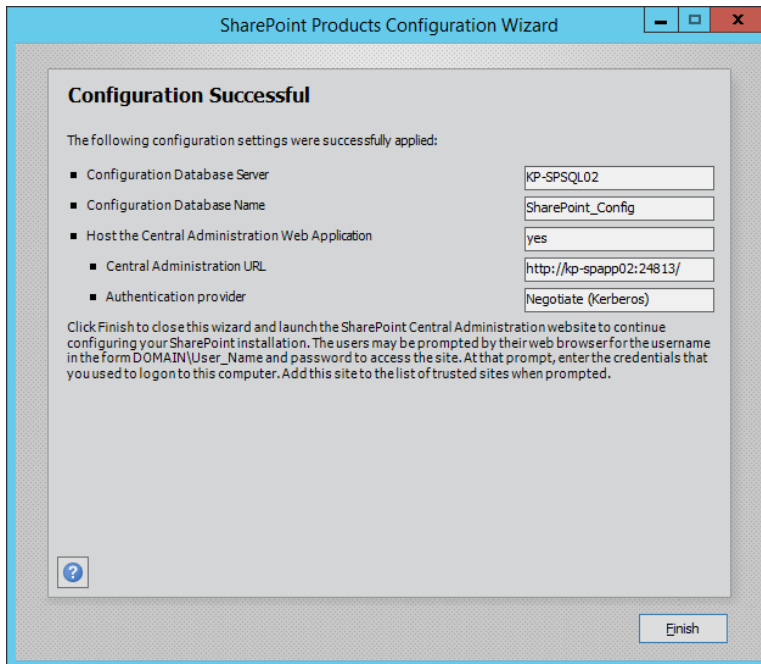 SharePoint Products Configuration Wizard
Configuration Successful
The following configuration settings were successfully applied:
Configuration Database Server KP-SPSQL02
Configuration Database Name SharePoint_Config
Host the Central Administration Web Application yes
Central Administration URL http://kp-spapp02:24813/
Authentication provider Negotiate (Kerberos)
Click Finish to close this wizard and launch the SharePoint Central Administration website to continue
configuring your SharePoint installation. The users may be prompted by their web browser for the username
in the form DOMAIN\User_Name and password to access the site. At that prompt, enter the credentials that
you used to logon to this computer. Add this site to the list of trusted sites when prompted.
Finish